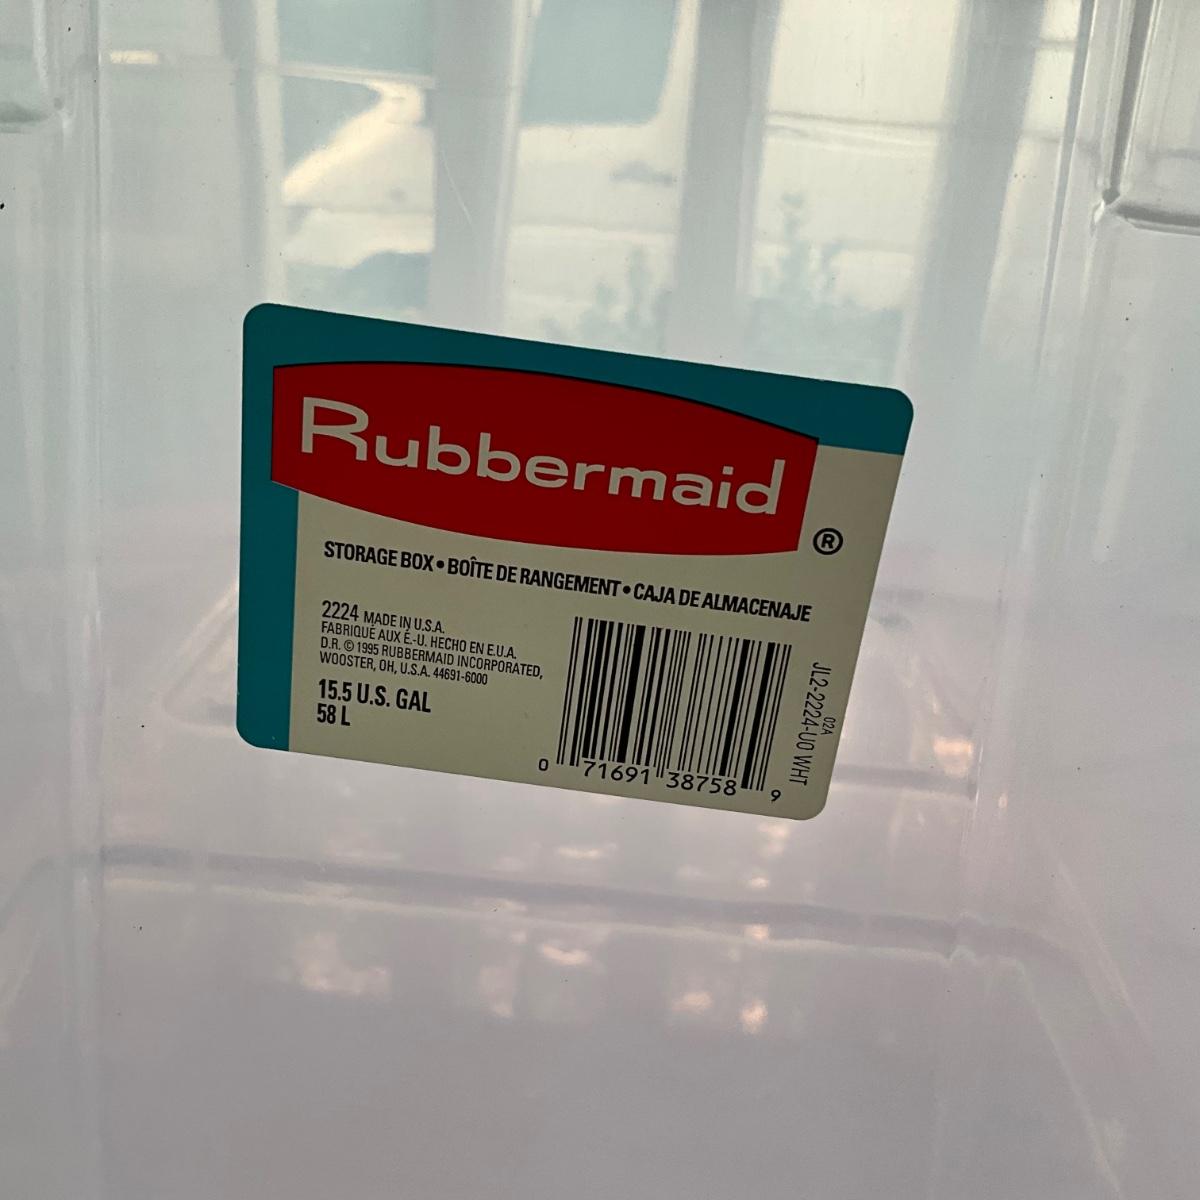 Rubbermaid
®
STORAGE BOX • BOÎTE DE RANGEMENT • CAJA DE ALMACENAJE
2224 MADE IN U.S.A.
FABRIQUÉ AUX É.-U. HECHO EN E.U.A.
D.R. © 1995 RUBBERMAID INCORPORATED,
WOOSTER, OH, U.S.A. 44691-6000
15.5 U.S. GAL
58 L
0 71691 38758 9
02A
JL2-2224-U0 WHT